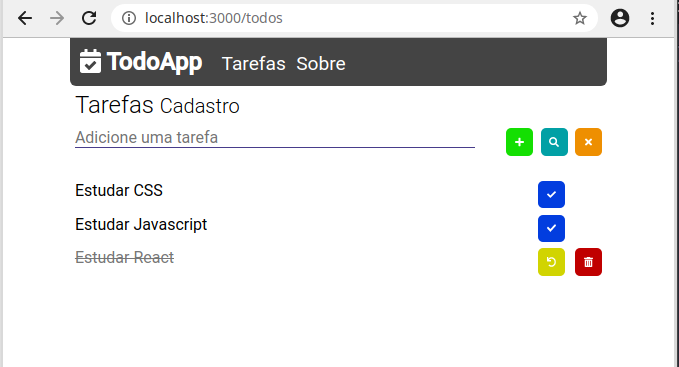 localhost:3000/todos
TodoApp Tarefas Sobre
Tarefas Cadastro
Adicione uma tarefa
Estudar CSS
Estudar Javascript
Estudar React